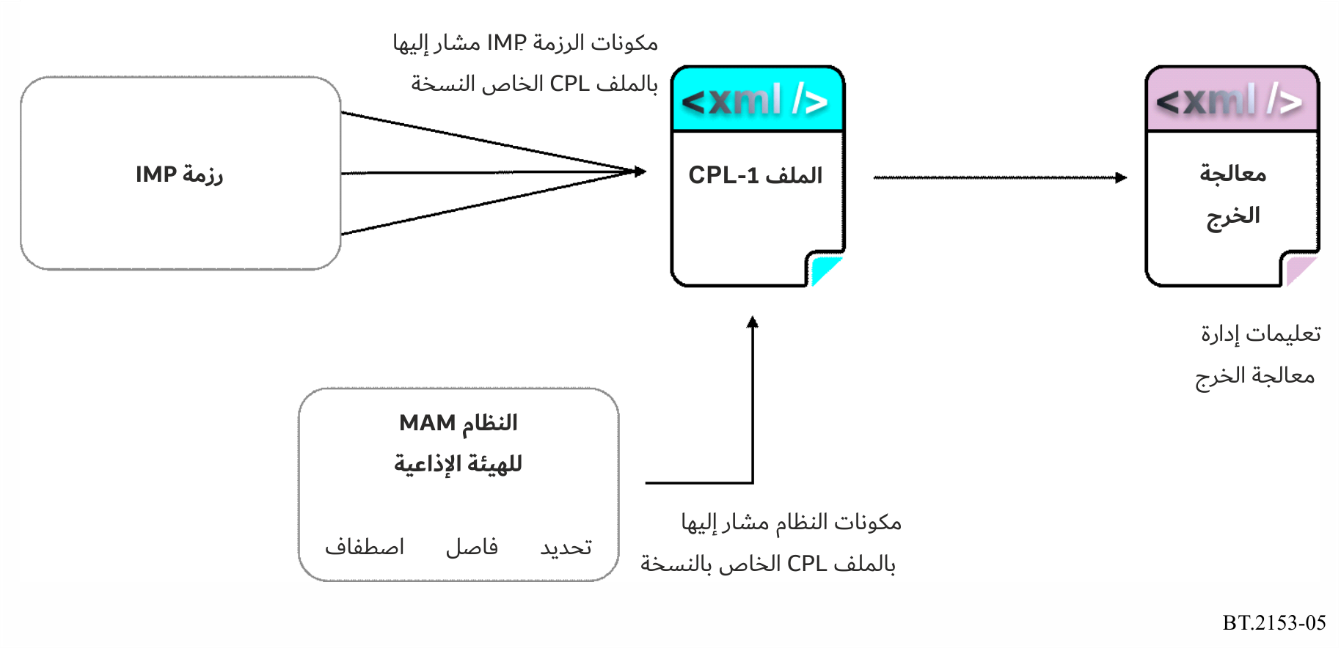 مكونات الرزمة IMP مشار إليها
بالملف CPL الخاص النسخة
<xml />
<xml />
رزمة IMP
الملف CPL-1
معالجة
الخرج
تعليمات إدارة
معالجة الخرج
النظام MAM
للهيئة الإذاعية
تحديد فاصل اصطفاف
مكونات النظام مشار إليها
بالملف CPL الخاص بالنسخة
BT.2153-05